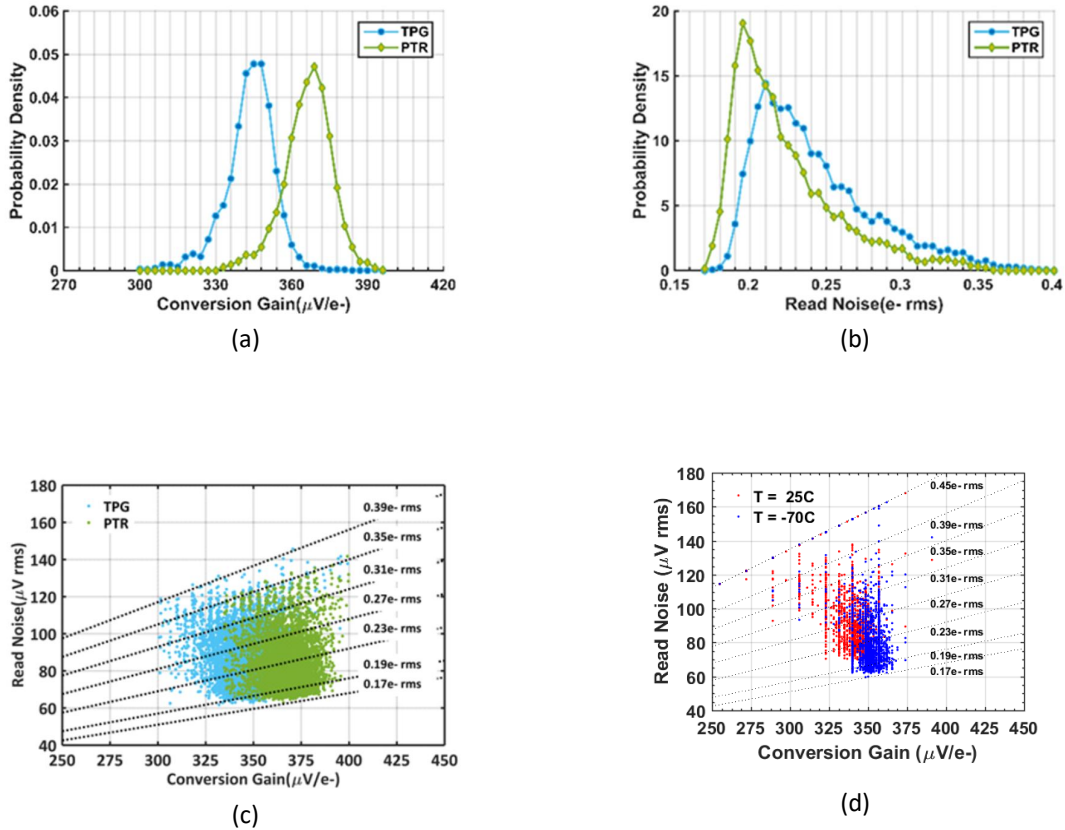 0.06
0.05
0.04
0.03
0.02
0.01
0
Probability Density
TPG
PTR
270
300
330
360
390
420
Conversion Gain(μV/e-)
(a)
20
15
10
5
0
Probability Density
TPG
PTR
0.15
0.2
0.25
0.3
0.35
0.4
Read Noise(e- rms)
(b)
180
160
140
120
100
80
60
40
Read Noise(μV rms)
TPG
PTR
0.39e- rms
0.35e- rms
0.31e- rms
0.27e- rms
0.23e- rms
0.19e- rms
0.17e- rms
250
275
300
325
350
375
400
425
450
Conversion Gain(μV/e-)
(c)
180
160
140
120
100
80
60
40
Read Noise (μV rms)
T = 25C
T = -70C
0.45e- rms
0.39e- rms
0.35e- rms
0.31e- rms
0.27e- rms
0.23e- rms
0.19e- rms
0.17e- rms
250
275
300
325
350
375
400
425
450
Conversion Gain (μV/e-)
(d)